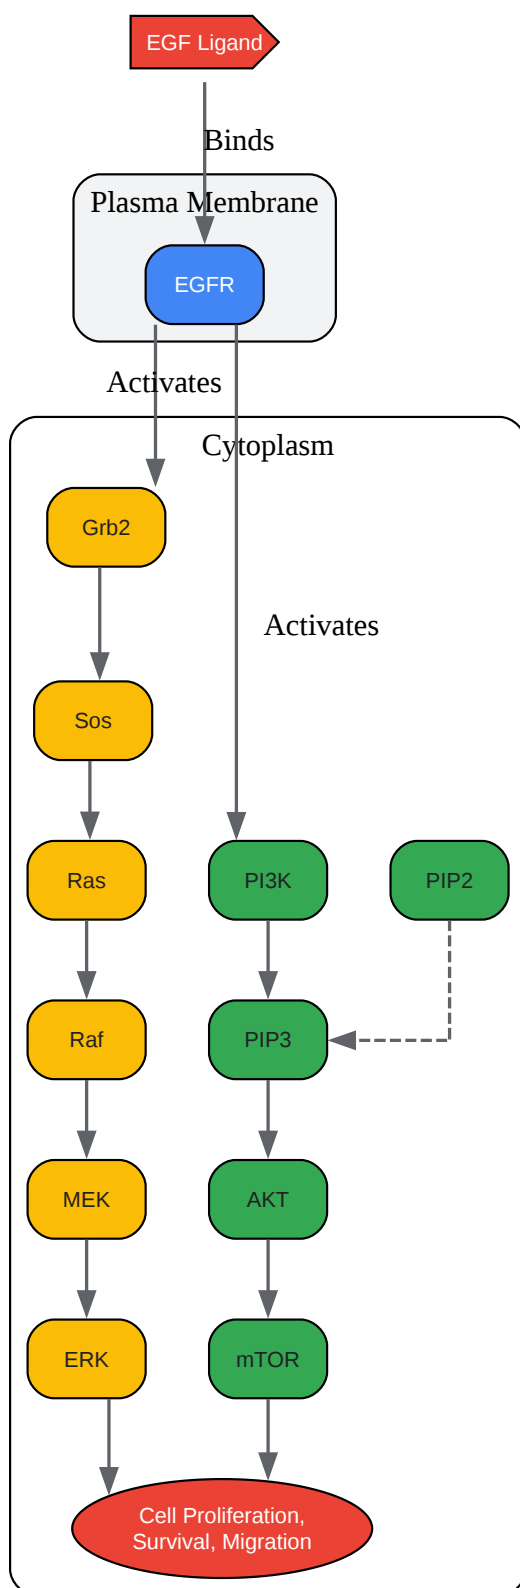 EGF Ligand
Binds
Plasma Membrane
EGFR
Activates
Cytoplasm
Grb2
Activates
Sos
Ras
PI3K
PIP2
Raf
PIP3
MEK
AKT
ERK
mTOR
Cell Proliferation,
Survival, Migration